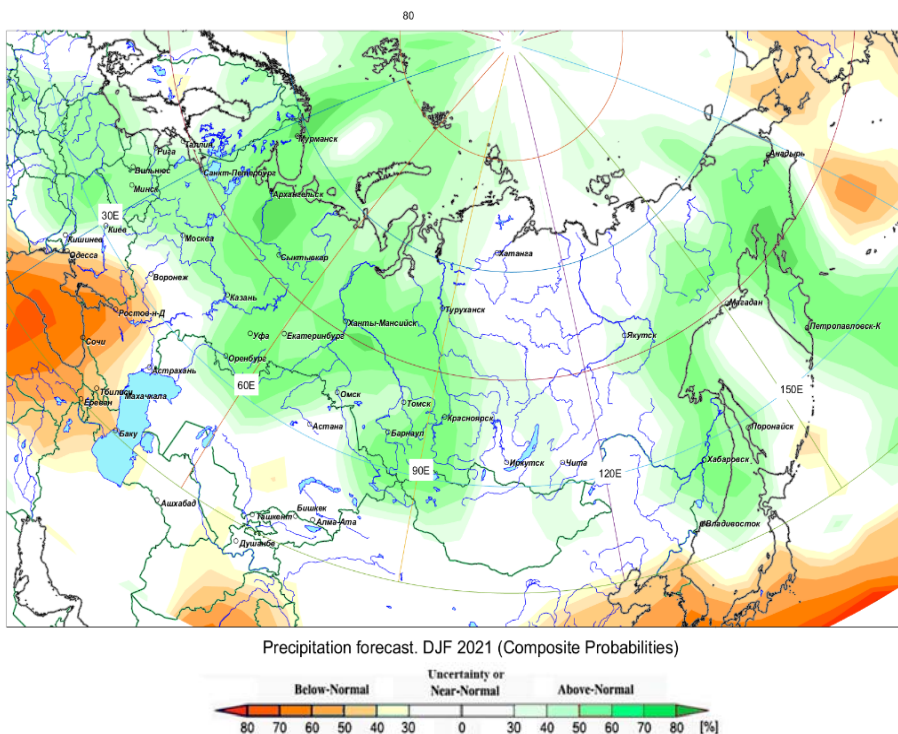 80
Мурманск
Таллин
Рига
Анадырь
Вильнюс
Санкт-Петербург
Минск
Архангельск
30E
Киев
Кишинев
Москва
Одесса
Сыктывкар
Хатанга
Воронеж
Казань
Магадан
Ростов-н-Д
Туруханск
Ханты-Мансийск
Петропавловск-К
Уфа
Екатеринбург
Якутск
Сочи
Оренбург
Астрахань
60E
150E
Тбилиси
Махачкала
Омск
Ереван
Томск
Красноярск
Астана
Баку
Барнаул
Поронайск
90E
Иркутск
Чита
Хабаровск
120E
Ашхабад
Бишкек
Ташкент
Алма-Ата
Владивосток
Душанбе
Precipitation forecast. DJF 2021 (Composite Probabilities)
Below-Normal
Uncertainty or
Near-Normal
Above-Normal
80 70 60 50 40 30 0 30 40 50 60 70 80 [%]